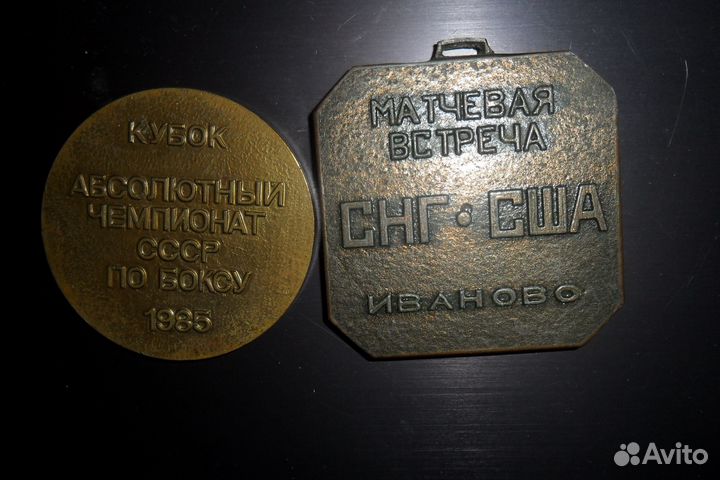 КУБОК
АБСОЛЮТНЫЙ
ЧЕМПИОНАТ
СССР
ПО БОКСУ
1985
МАТЧЕВАЯ
ВСТРЕЧА
СНГ·США
ИВАНОВО
Avito